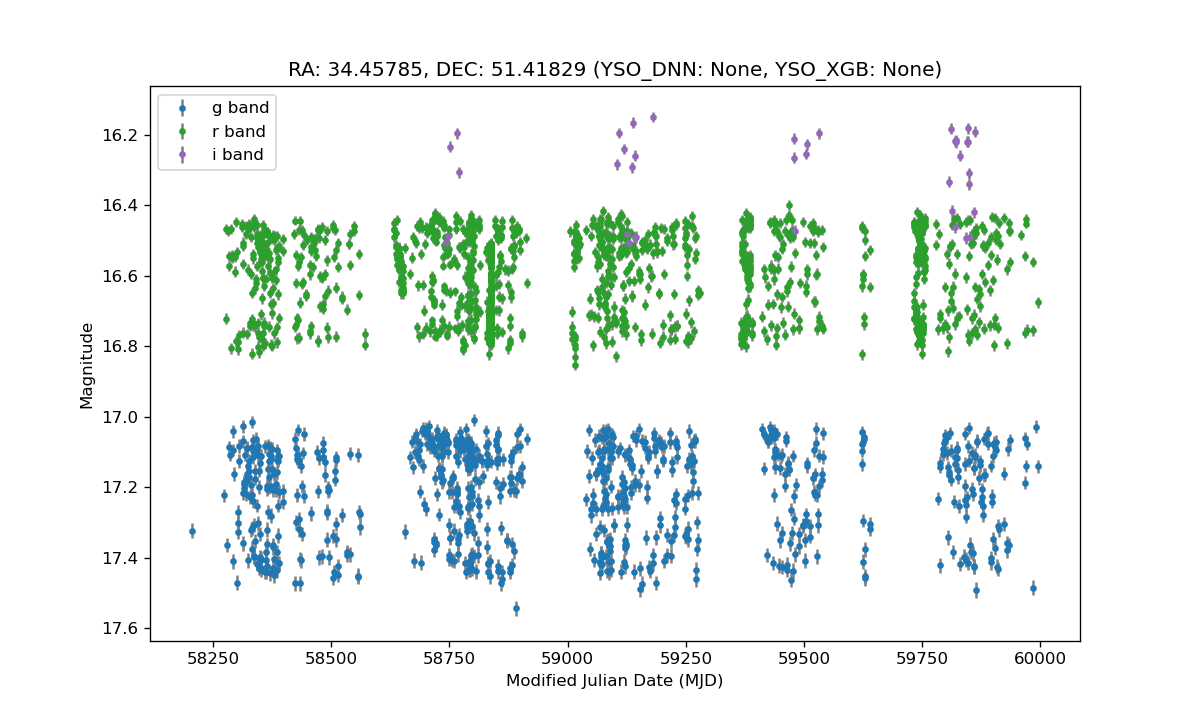 RA: 34.45785, DEC: 51.41829 (YSO_DNN: None, YSO_XGB: None)
g band
r band
i band
16.2
16.4
16.6
16.8
17.0
17.2
17.4
17.6
Magnitude
58250 58500 58750 59000 59250 59500 59750 60000
Modified Julian Date (MJD)